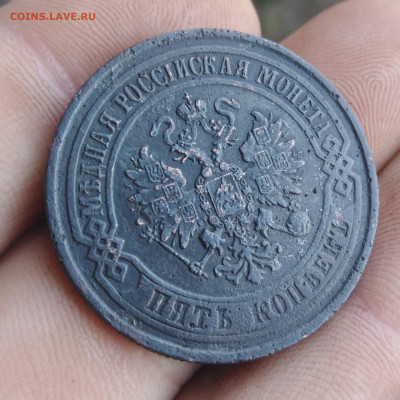 COINS.LAVE.RU
МѢДНАЯ РОССІЙСКАЯ МОНЕТА
ПЯТЬ КОПѢЕКЪ